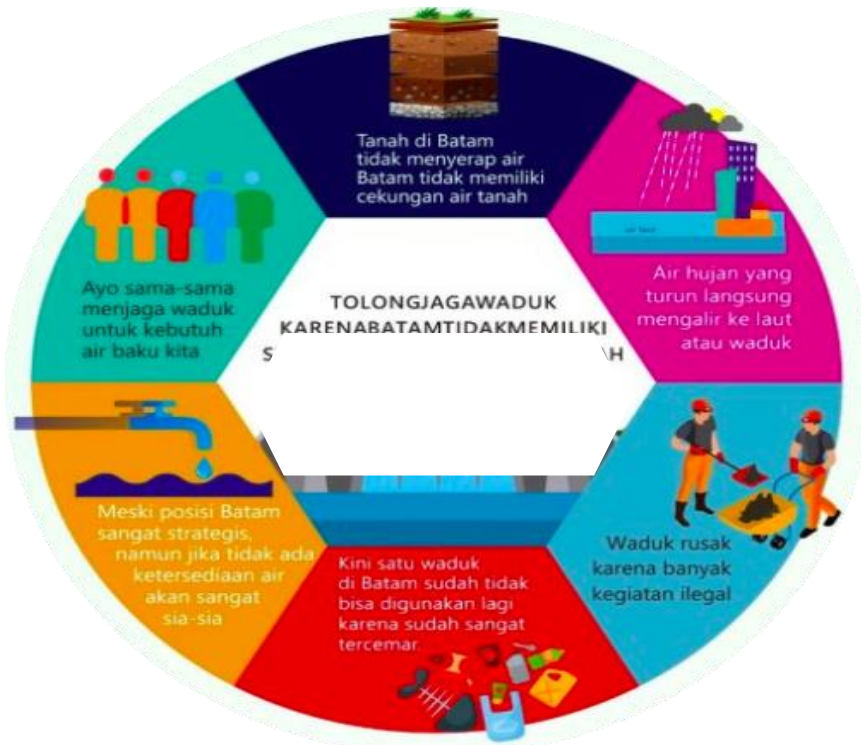 Tanah di Batam
tidak menyerap air
Batam tidak memiliki
cekungan air tanah
Air hujan yang
turun langsung
mengalir ke laut
atau waduk
Waduk rusak
karena banyak
kegiatan ilegal
Kini satu waduk
di Batam sudah tidak
bisa digunakan lagi
karena sudah sangat
tercemar.
Meski posisi Batam
sangat strategis,
namun jika tidak ada
ketersediaan air
akan sangat
sia-sia
Ayo sama-sama
menjaga waduk
untuk kebutuh
air baku kita
TOLONGJAGAWADUK
KARENABATAMTIDAKMEMILIKI